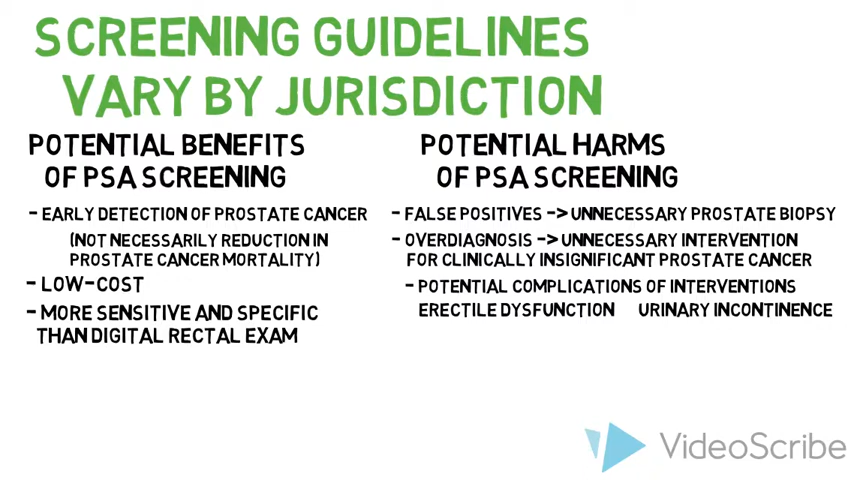 SCREENING GUIDELINES
VARY BY JURISDICTION
POTENTIAL BENEFITS
OF PSA SCREENING
- EARLY DETECTION OF PROSTATE CANCER
(NOT NECESSARILY REDUCTION IN
PROSTATE CANCER MORTALITY)
- LOW-COST
- MORE SENSITIVE AND SPECIFIC
THAN DIGITAL RECTAL EXAM
POTENTIAL HARMS
OF PSA SCREENING
- FALSE POSITIVES -> UNNECESSARY PROSTATE BIOPSY
- OVERDIAGNOSIS -> UNNECESSARY INTERVENTION
FOR CLINICALLY INSIGNIFICANT PROSTATE CANCER
- POTENTIAL COMPLICATIONS OF INTERVENTIONS
ERECTILE DYSFUNCTION URINARY INCONTINENCE
VideoScribe